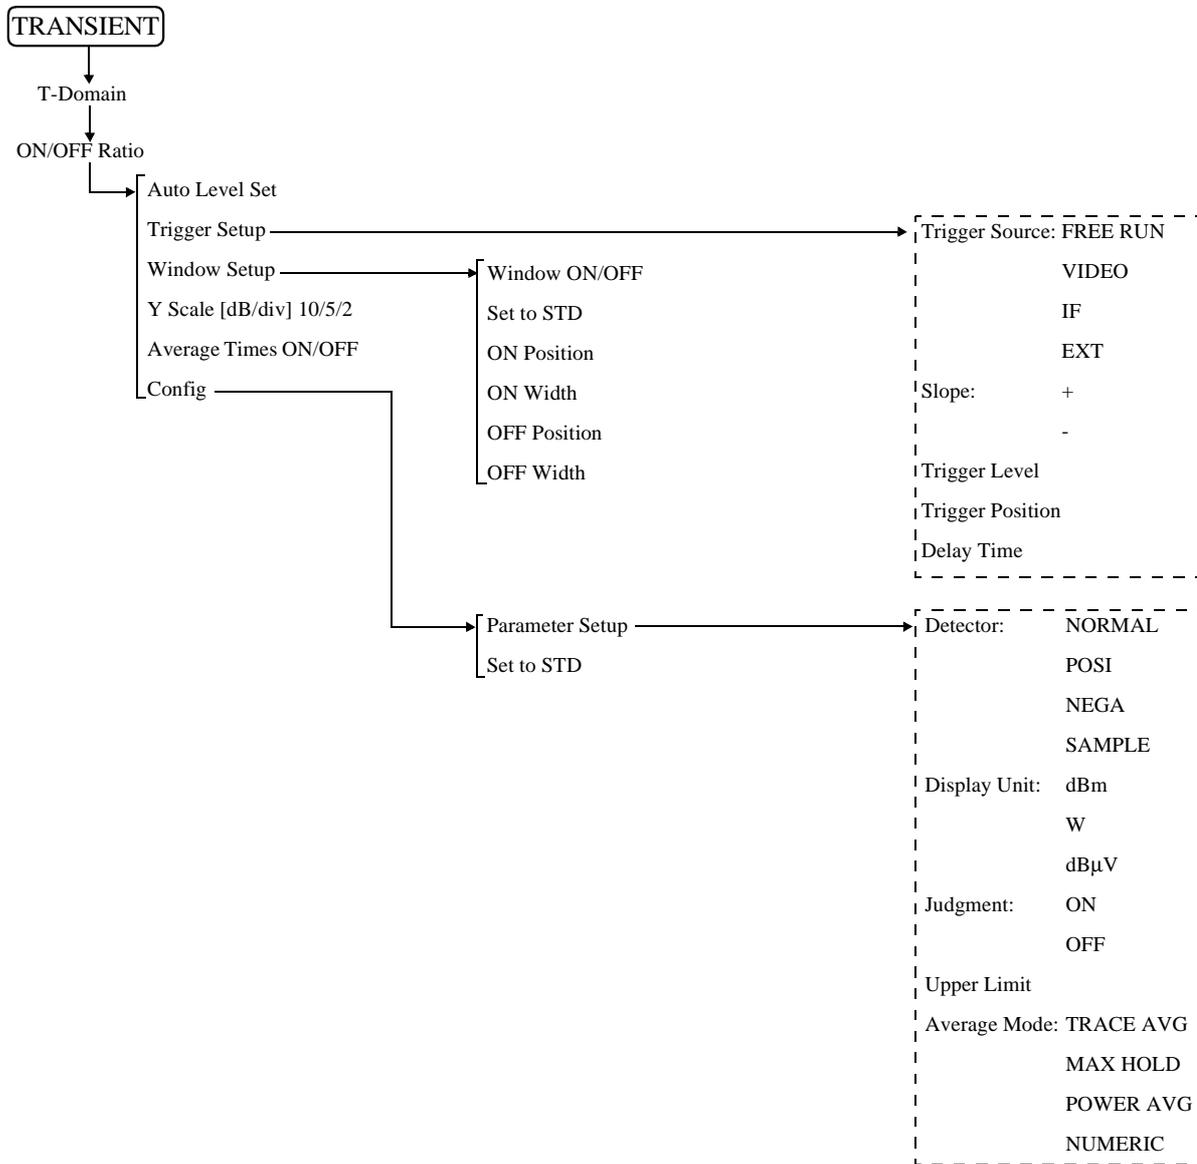 TRANSIENT
T-Domain
ON/OFF Ratio
Auto Level Set
Trigger Setup
Window Setup
Y Scale [dB/div] 10/5/2
Average Times ON/OFF
Config
Window ON/OFF
Set to STD
ON Position
ON Width
OFF Position
OFF Width
Trigger Source: FREE RUN
VIDEO
IF
EXT
Slope: +
-
Trigger Level
Trigger Position
Delay Time
Parameter Setup
Set to STD
Detector: NORMAL
POSI
NEGA
SAMPLE
Display Unit: dBm
W
dBµV
Judgment: ON
OFF
Upper Limit
Average Mode: TRACE AVG
MAX HOLD
POWER AVG
NUMERIC